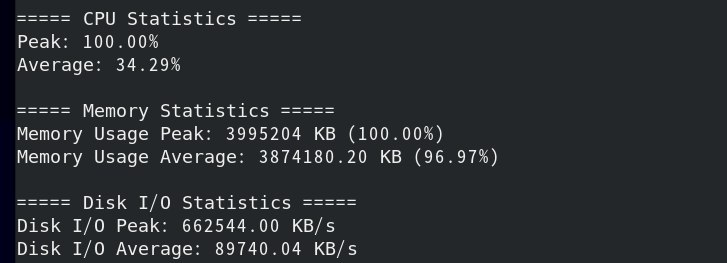 ===== CPU Statistics =====
Peak: 100.00%
Average: 34.29%
===== Memory Statistics =====
Memory Usage Peak: 3995204 KB (100.00%)
Memory Usage Average: 3874180.20 KB (96.97%)
===== Disk I/O Statistics =====
Disk I/O Peak: 662544.00 KB/s
Disk I/O Average: 89740.04 KB/s